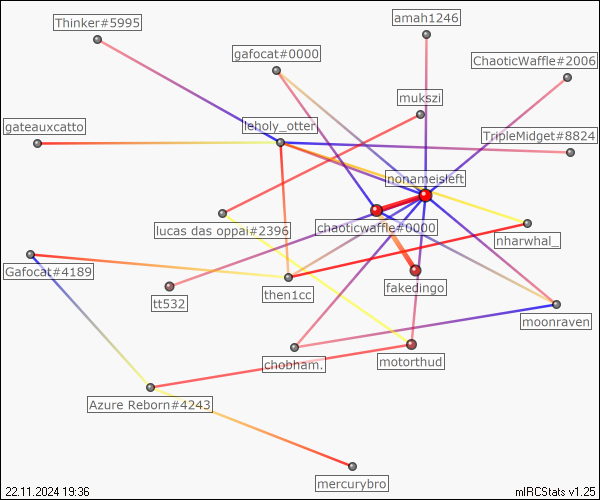 Thinker#5995
amah1246
gafocat#0000
ChaoticWaffle#2006
mukszi
gateauxcatto
leholy_otter
TripleMidget#8824
nonameisleft
lucas das oppai#2396
chaoticwaffle#0000
nharwhal_
Gafocat#4189
tt532
then1cc
fakedingo
moonraven
chobham.
motorthud
Azure Reborn#4243
mercurybro
22.11.2024 19:36
mIRCStats v1.25